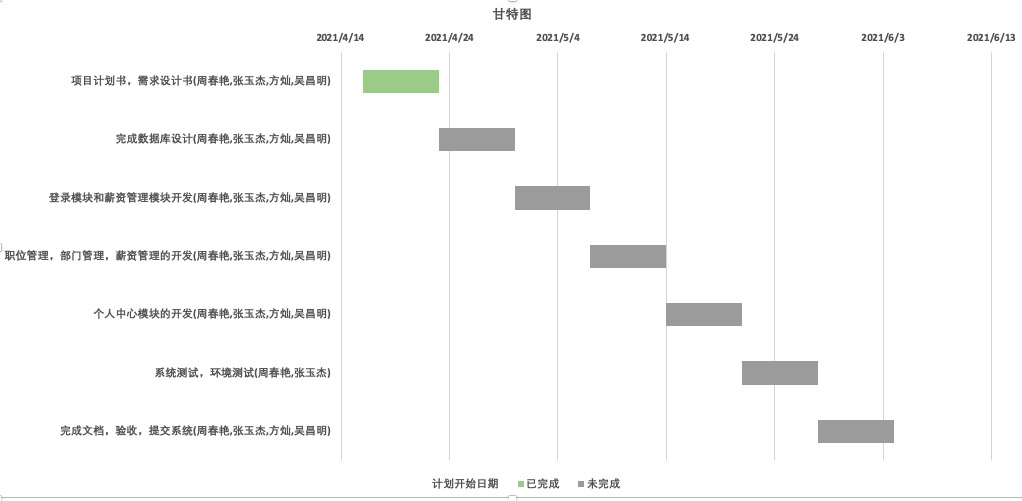 甘特图
2021/4/14 2021/4/24 2021/5/4 2021/5/14 2021/5/24 2021/6/3 2021/6/13
项目计划书，需求设计书(周春艳,张玉杰,方灿,吴昌明)
完成数据库设计(周春艳,张玉杰,方灿,吴昌明)
登录模块和薪资管理模块开发(周春艳,张玉杰,方灿,吴昌明)
职位管理，部门管理，薪资管理的开发(周春艳,张玉杰,方灿,吴昌明)
个人中心模块的开发(周春艳,张玉杰,方灿,吴昌明)
系统测试，环境测试(周春艳,张玉杰)
完成文档，验收，提交系统(周春艳,张玉杰,方灿,吴昌明)
计划开始日期 已完成 未完成